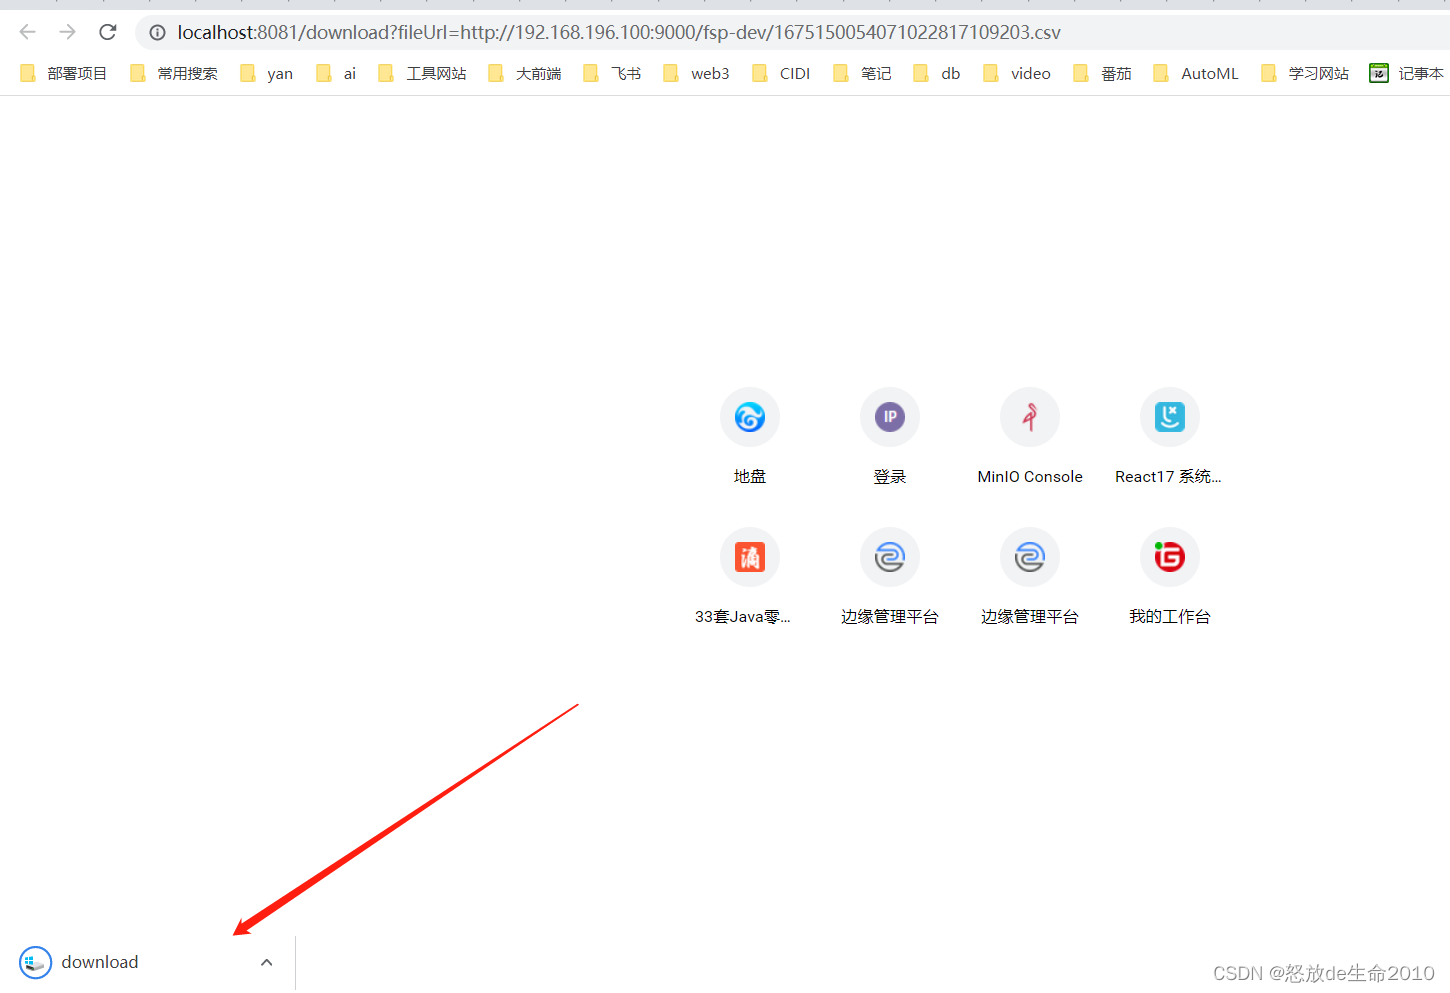 localhost:8081/download?fileUrl=http://192.168.196.100:9000/fsp-dev/1675150054071022817109203.csv
部署项目 常用搜索 yan ai 工具网站 大前端 飞书 web3 CIDI 笔记 db video 番茄 AutoML 学习网站 记事本
IP
地盘 登录 MinIO Console React17 系统...
滴 G
33套Java零... 边缘管理平台 边缘管理平台 我的工作台
download
CSDN @怒放de生命2010